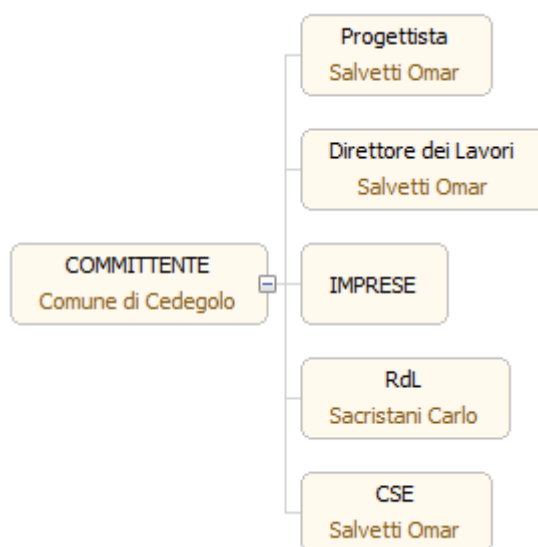 Progettista
Salvetti Omar
Direttore dei Lavori
Salvetti Omar
COMMITTENTE
Comune di Cedegolo
IMPRESE
RdL
Sacristani Carlo
CSE
Salvetti Omar